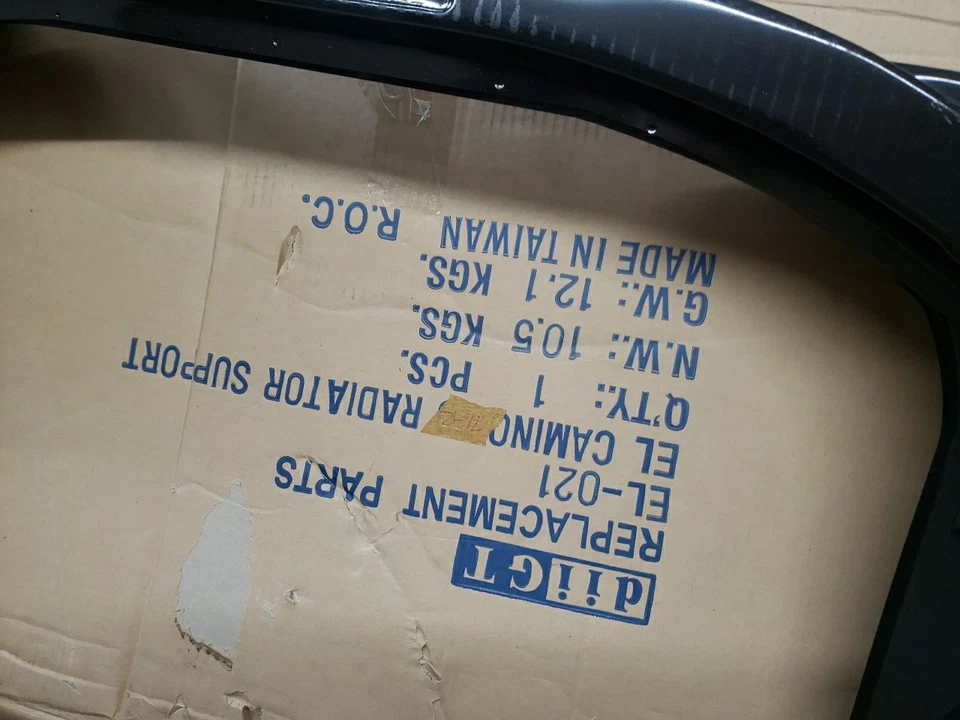 diiGT
REPLACEMENT PARTS
EL-021
EL CAMINO RADIATOR SUPPORT
Q'TY.: 1 PCS.
N.W.: 10.5 KGS.
G.W.: 12.1 KGS.
MADE IN TAIWAN R.O.C.